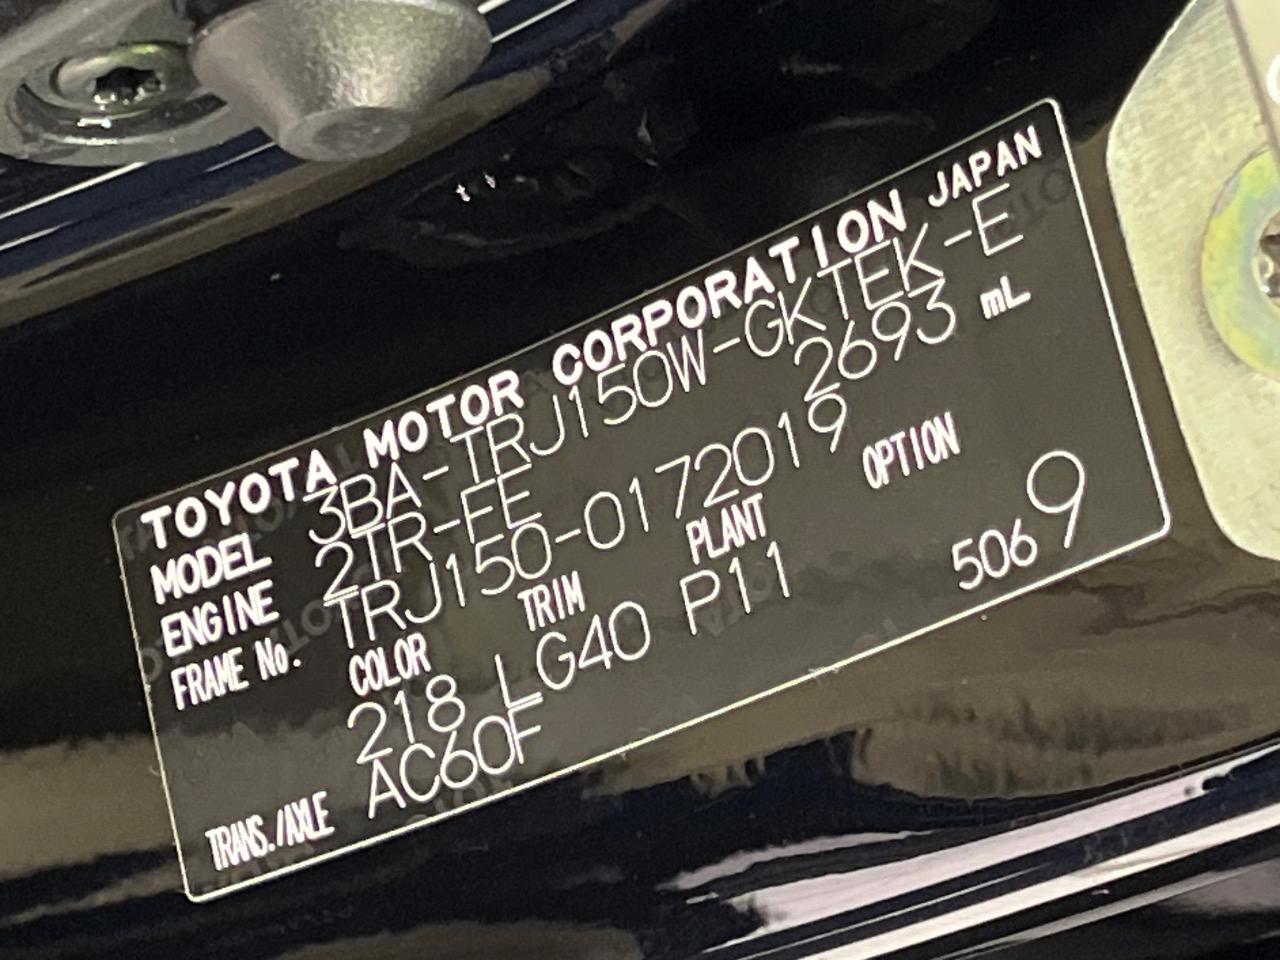 TOYOTA MOTOR CORPORATION JAPAN
MODEL 3BA-TRJ150W-GKTEK-E
ENGINE 2TR-FE 2693 mL
FRAME No. TRJ150-0172019
COLOR TRIM PLANT OPTION
218 LG40 P11
TRANS./AXLE AC60F 506 9